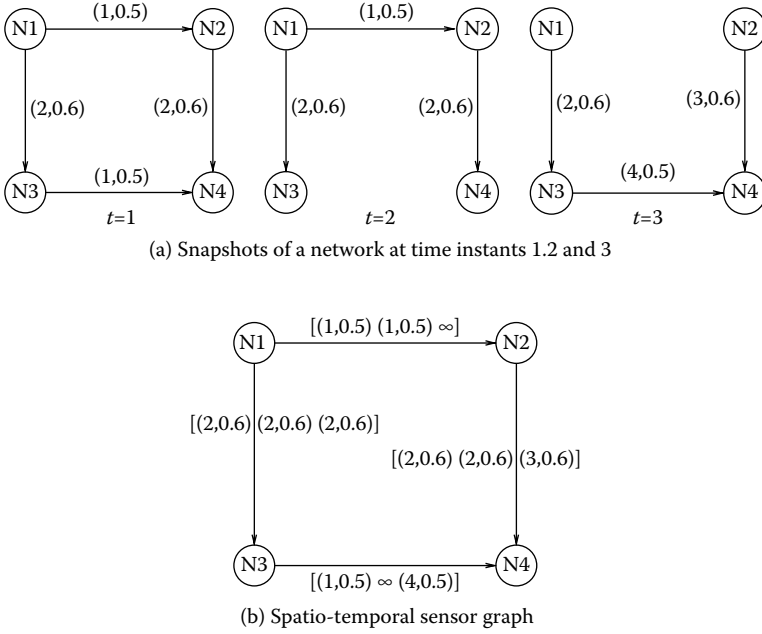 N1 (1,0.5) N2 N1 (1,0.5) N2 N1 N2
(2,0.6) (2,0.6) (2,0.6) (2,0.6) (2,0.6) (3,0.6)
N3 (1,0.5) N4 N3 N4 N3 (4,0.5) N4
t=1 t=2 t=3
(a) Snapshots of a network at time instants 1.2 and 3
N1 [(1,0.5) (1,0.5) ∞] N2
[(2,0.6) (2,0.6) (2,0.6)]
[(2,0.6) (2,0.6) (3,0.6)]
N3 [(1,0.5) ∞ (4,0.5)] N4
(b) Spatio-temporal sensor graph